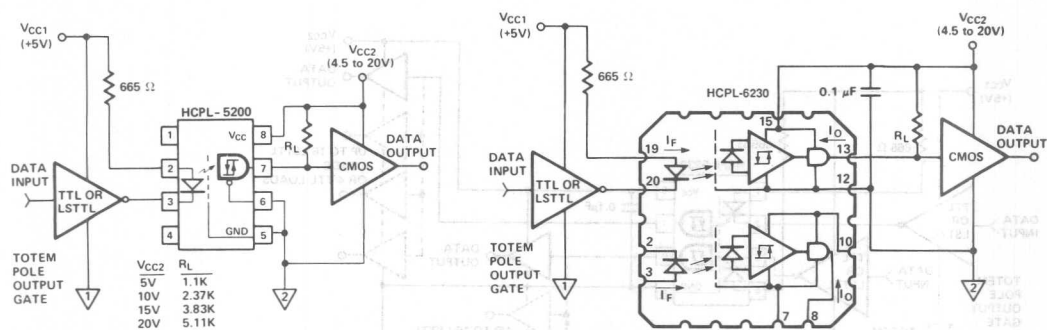 VCC1
(+5V)
665 Ω
HCPL-5200
VCC2
(4.5 to 20V)
1
2
3
4
VCC
8
7
6
GND
5
RL
CMOS
DATA
OUTPUT
DATA
INPUT
TTL OR
LSTTL
TOTEM
POLE
OUTPUT
GATE
1
2
VCC2 RL
5V 1.1K
10V 2.37K
15V 3.83K
20V 5.11K
VCC1
(+5V)
665 Ω
HCPL-6230
VCC2
(4.5 to 20V)
0.1 μF
15
IO
19
IF
13
RL
20
12
CMOS
DATA
OUTPUT
DATA
INPUT
TTL OR
LSTTL
2
3
IF
10
IO
7
8
TOTEM
POLE
OUTPUT
GATE
1
2